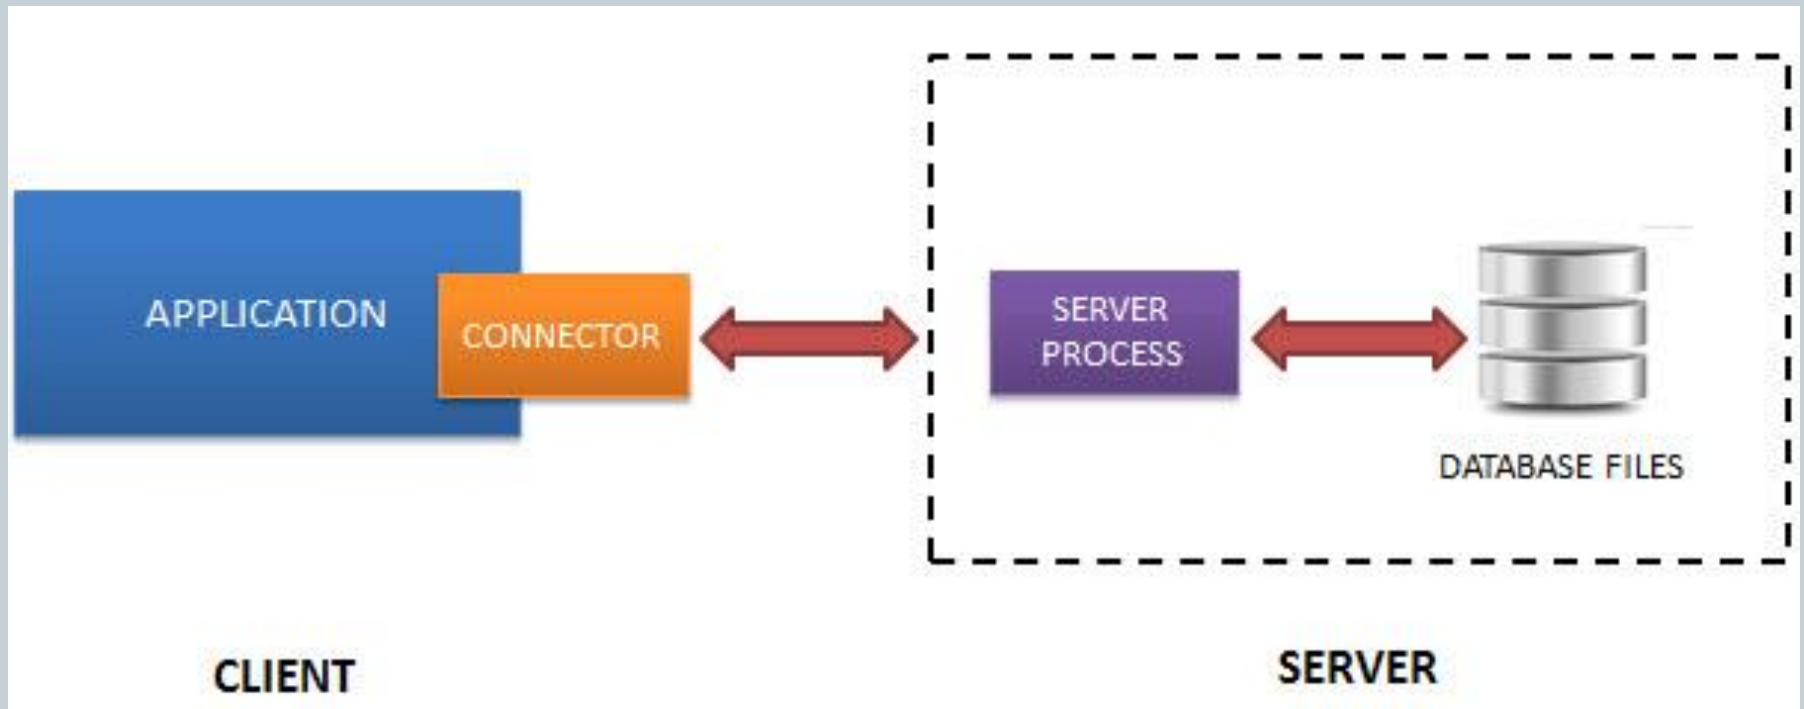 APPLICATION
CONNECTOR
SERVER
PROCESS
DATABASE FILES
CLIENT
SERVER